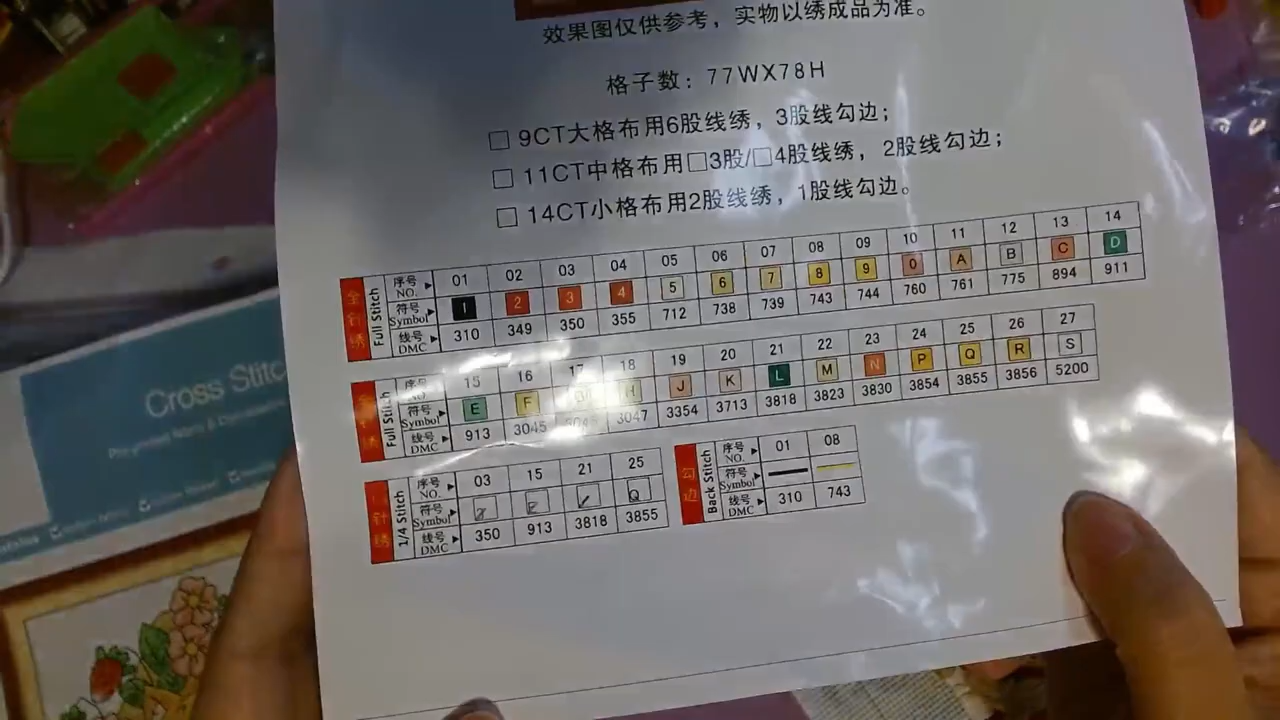 效果图仅供参考，实物以绣成品为准。
格子数：77WX78H
□ 9CT大格布用6股线绣，3股线勾边；
□ 11CT中格布用□3股/□4股线绣，2股线勾边；
□ 14CT小格布用2股线绣，1股线勾边。
全针绣 Full Stitch
序号 NO. 01 02 03 04 05 06 07 08 09 10 11 12 13 14
符号 Symbol 1 2 3 4 5 6 7 8 9 0 A B C D
线号 DMC 310 349 350 355 712 738 739 743 744 760 761 775 894 911
Full Stitch
序号 NO 15 16 17 18 19 20 21 22 23 24 25 26 27
符号 Symbol E F H J K L M N P Q R S
线号 DMC 913 3045 3047 3354 3713 3818 3823 3830 3854 3855 3856 5200
针绣 1/4 Stitch
序号 NO. 03 15 21 25
符号 Symbol
线号 DMC 350 913 3818 3855
勾边 Back Stitch
序号 NO. 01 08
符号 Symbol
线号 DMC 310 743
Cross Stitc